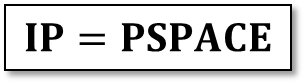 IP = PSPACE